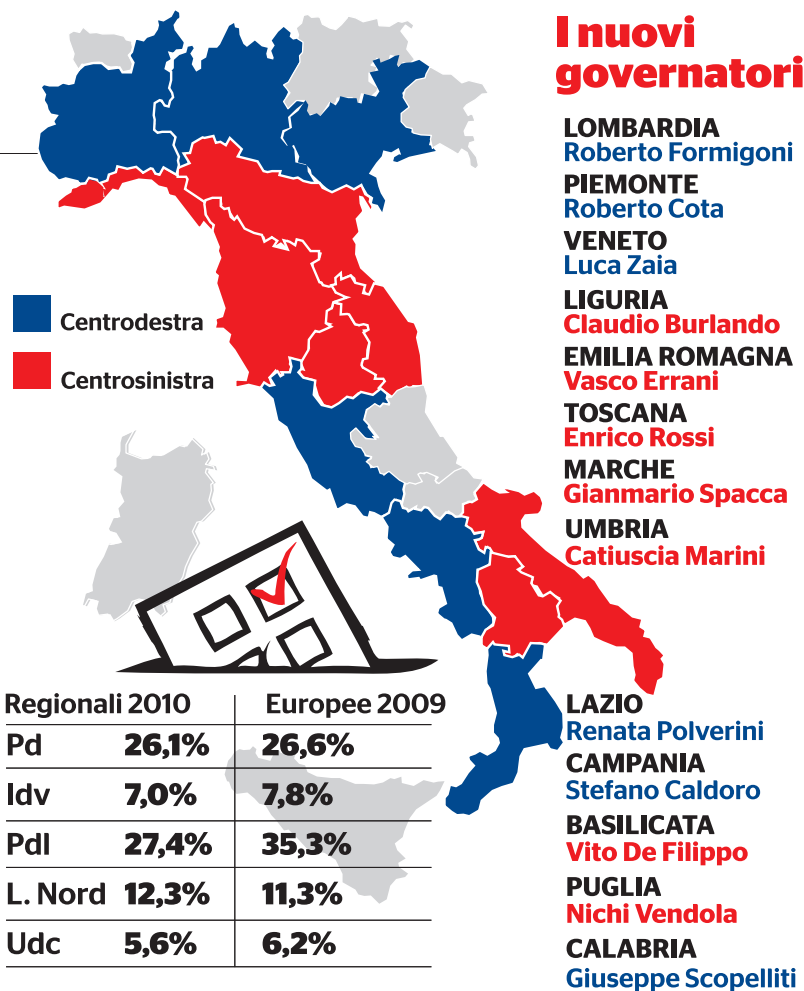 I nuovi
governatori
LOMBARDIA
Roberto Formigoni
PIEMONTE
Roberto Cota
VENETO
Luca Zaia
LIGURIA
Claudio Burlando
EMILIA ROMAGNA
Vasco Errani
TOSCANA
Enrico Rossi
MARCHE
Gianmario Spacca
UMBRIA
Catiuscia Marini
LAZIO
Renata Polverini
CAMPANIA
Stefano Caldoro
BASILICATA
Vito De Filippo
PUGLIA
Nichi Vendola
CALABRIA
Giuseppe Scopelliti
Centrodestra
Centrosinistra
Regionali 2010 Europee 2009
Pd 26,1% 26,6%
Idv 7,0% 7,8%
Pdl 27,4% 35,3%
L. Nord 12,3% 11,3%
Udc 5,6% 6,2%